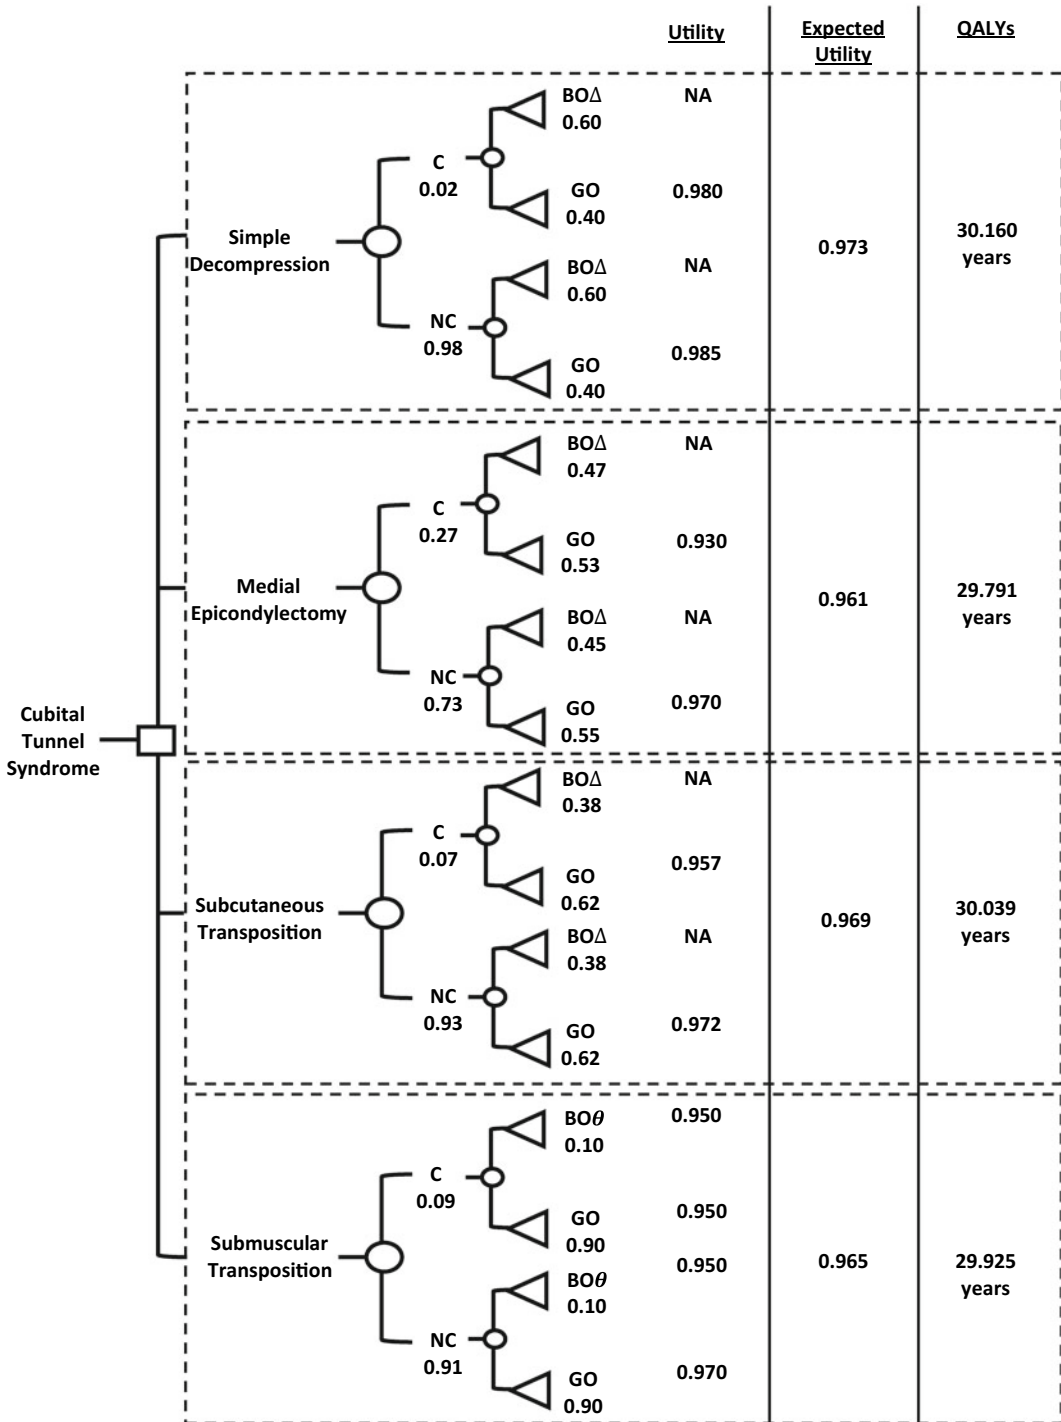 Utility
Expected
Utility
QALYs
BOΔ
0.60
NA
C
0.02
GO
0.40
0.980
Simple
Decompression
BOΔ
0.60
NA
0.973
30.160
years
NC
0.98
GO
0.40
0.985
BOΔ
0.47
NA
C
0.27
GO
0.53
0.930
Medial
Epicondylectomy
BOΔ
0.45
NA
0.961
29.791
years
NC
0.73
GO
0.55
0.970
Cubital
Tunnel
Syndrome
BOΔ
0.38
NA
C
0.07
GO
0.62
0.957
Subcutaneous
Transposition
BOΔ
0.38
NA
0.969
30.039
years
NC
0.93
GO
0.62
0.972
BOθ
0.10
0.950
C
0.09
GO
0.90
0.950
Submuscular
Transposition
BOθ
0.10
0.950
0.965
29.925
years
NC
0.91
GO
0.90
0.970